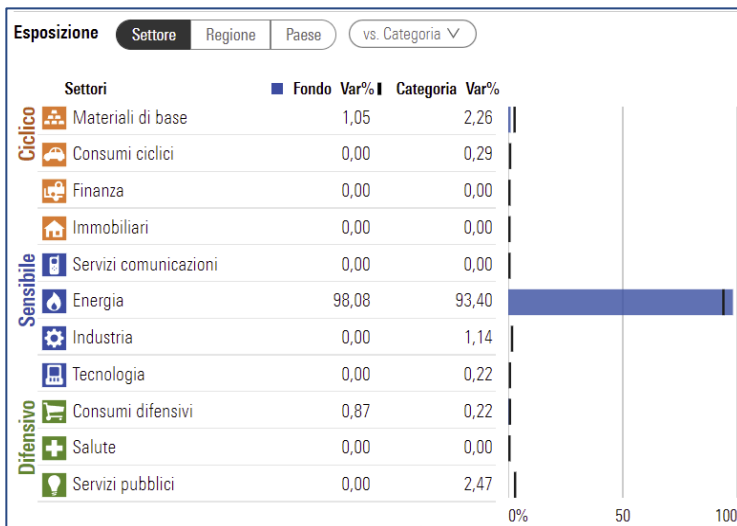 Esposizione Settore Regione Paese vs. Categoria
Settori Fondo Var% Categoria Var%
Ciclico
Materiali di base 1,05 2,26
Consumi ciclici 0,00 0,29
Finanza 0,00 0,00
Immobiliari 0,00 0,00
Sensibile
Servizi comunicazioni 0,00 0,00
Energia 98,08 93,40
Industria 0,00 1,14
Tecnologia 0,00 0,22
Difensivo
Consumi difensivi 0,87 0,22
Salute 0,00 0,00
Servizi pubblici 0,00 2,47
0% 50 100